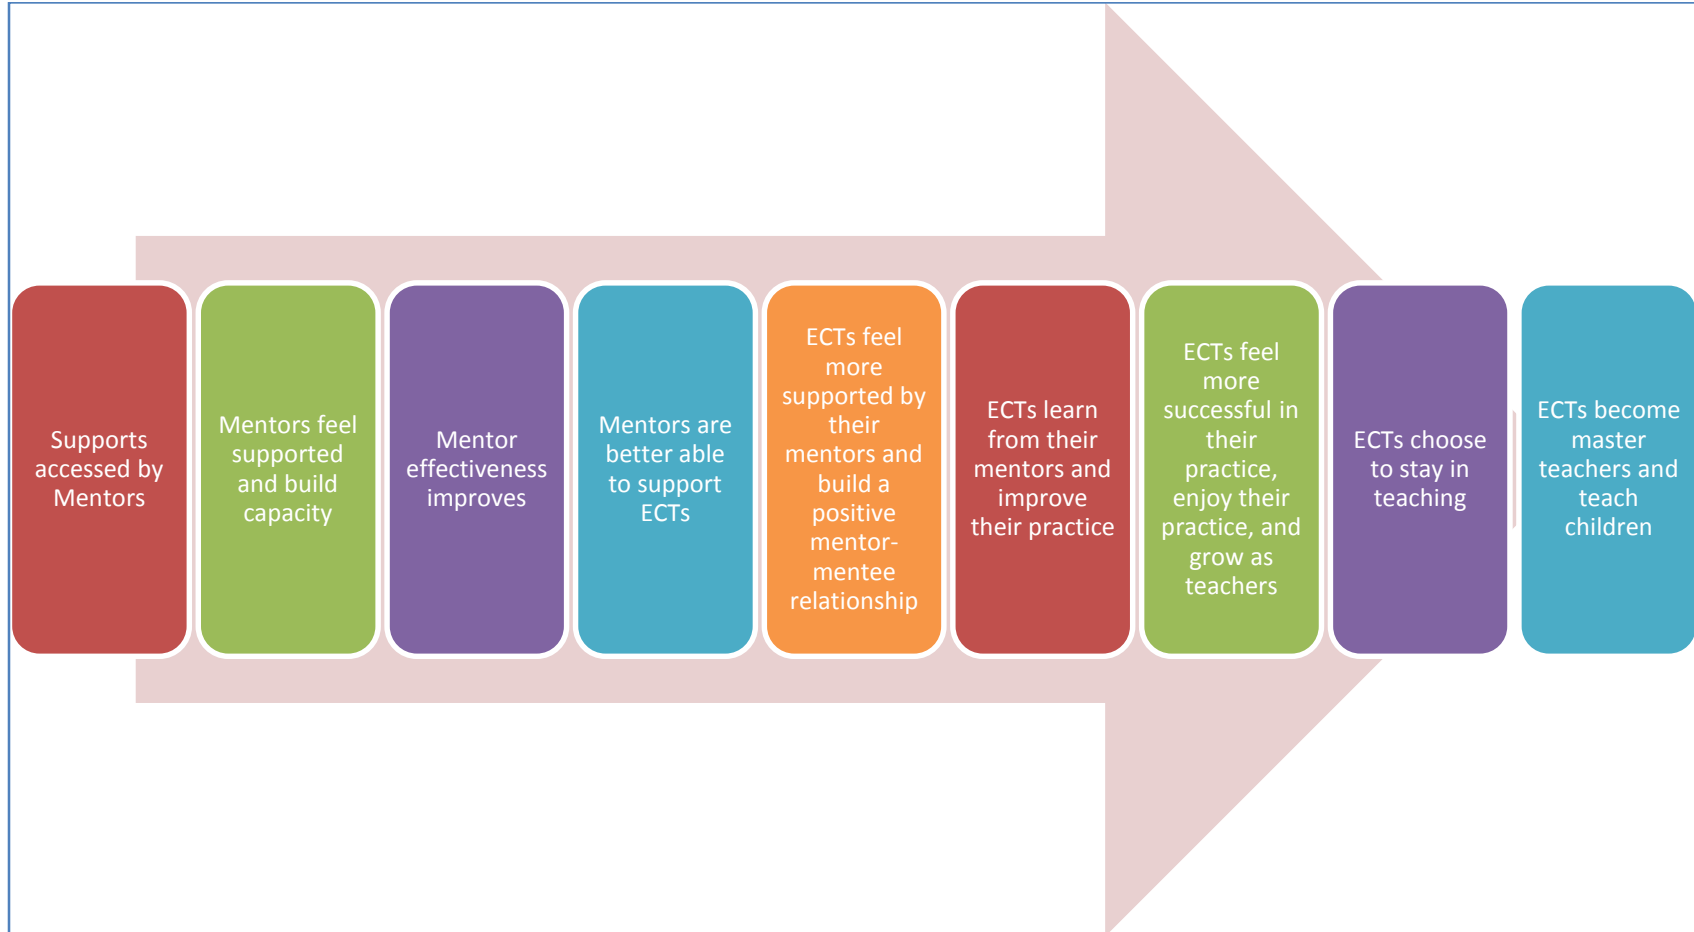 Supports
accessed by
Mentors
Mentors feel
supported
and build
capacity
Mentor
effectiveness
improves
Mentors are
better able
to support
ECTs
ECTs feel
more
supported by
their
mentors and
build a
positive
mentor-
mentee
relationship
ECTs learn
from their
mentors and
improve
their practice
ECTs feel
more
successful in
their
practice,
enjoy their
practice, and
grow as
teachers
ECTs choose
to stay in
teaching
ECTs become
master
teachers and
teach
children